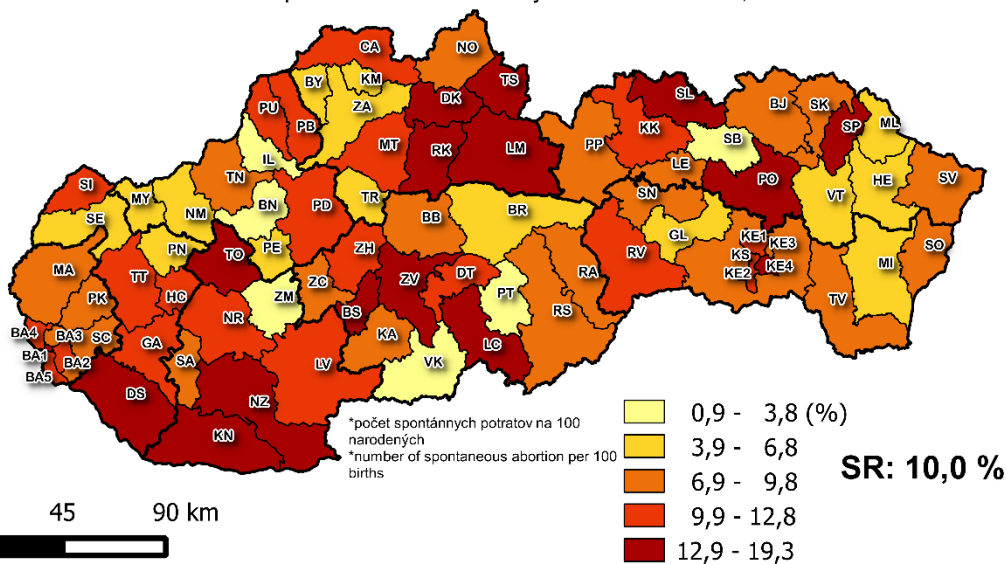 CA
NO
BY
KM
TS
PU
PB
ZA
DK
SL
BJ
SK
SP
ML
MT
RK
LM
PP
KK
SB
IL
TN
LE
PO
HE
SV
SI
MY
NM
BN
PD
TR
SN
VT
SE
BB
BR
PN
TO
PE
ZH
GL
KE1
KE3
SO
MA
TT
ZV
DT
RA
RV
KS
KE2
KE4
MI
PK
HC
ZM
ZC
BS
PT
RS
TV
NR
BA4
BA3
SC
GA
SA
KA
LC
BA1
BA2
BA5
LV
VK
DS
NZ
KN
*počet spontánnych potratov na 100
narodených
*number of spontaneous abortion per 100
births
0,9 - 3,8 (%)
3,9 - 6,8
6,9 - 9,8
9,9 - 12,8
12,9 - 19,3
SR: 10,0 %
45 90 km